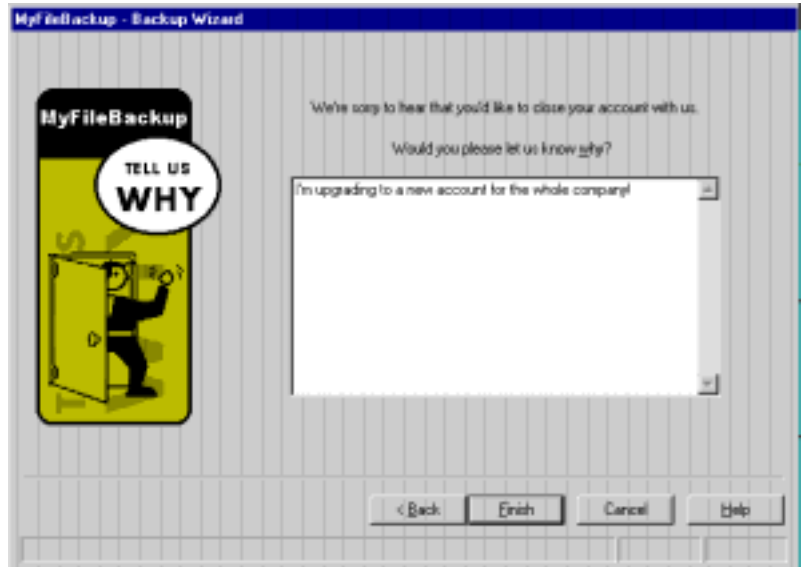 MyFileBackup - Backup Wizard
MyFileBackup
TELL US
WHY
We're sorry to hear that you'd like to close your account with us.
Would you please let us know why?
I'm upgrading to a new account for the whole company!
< Back
Finish
Cancel
Help